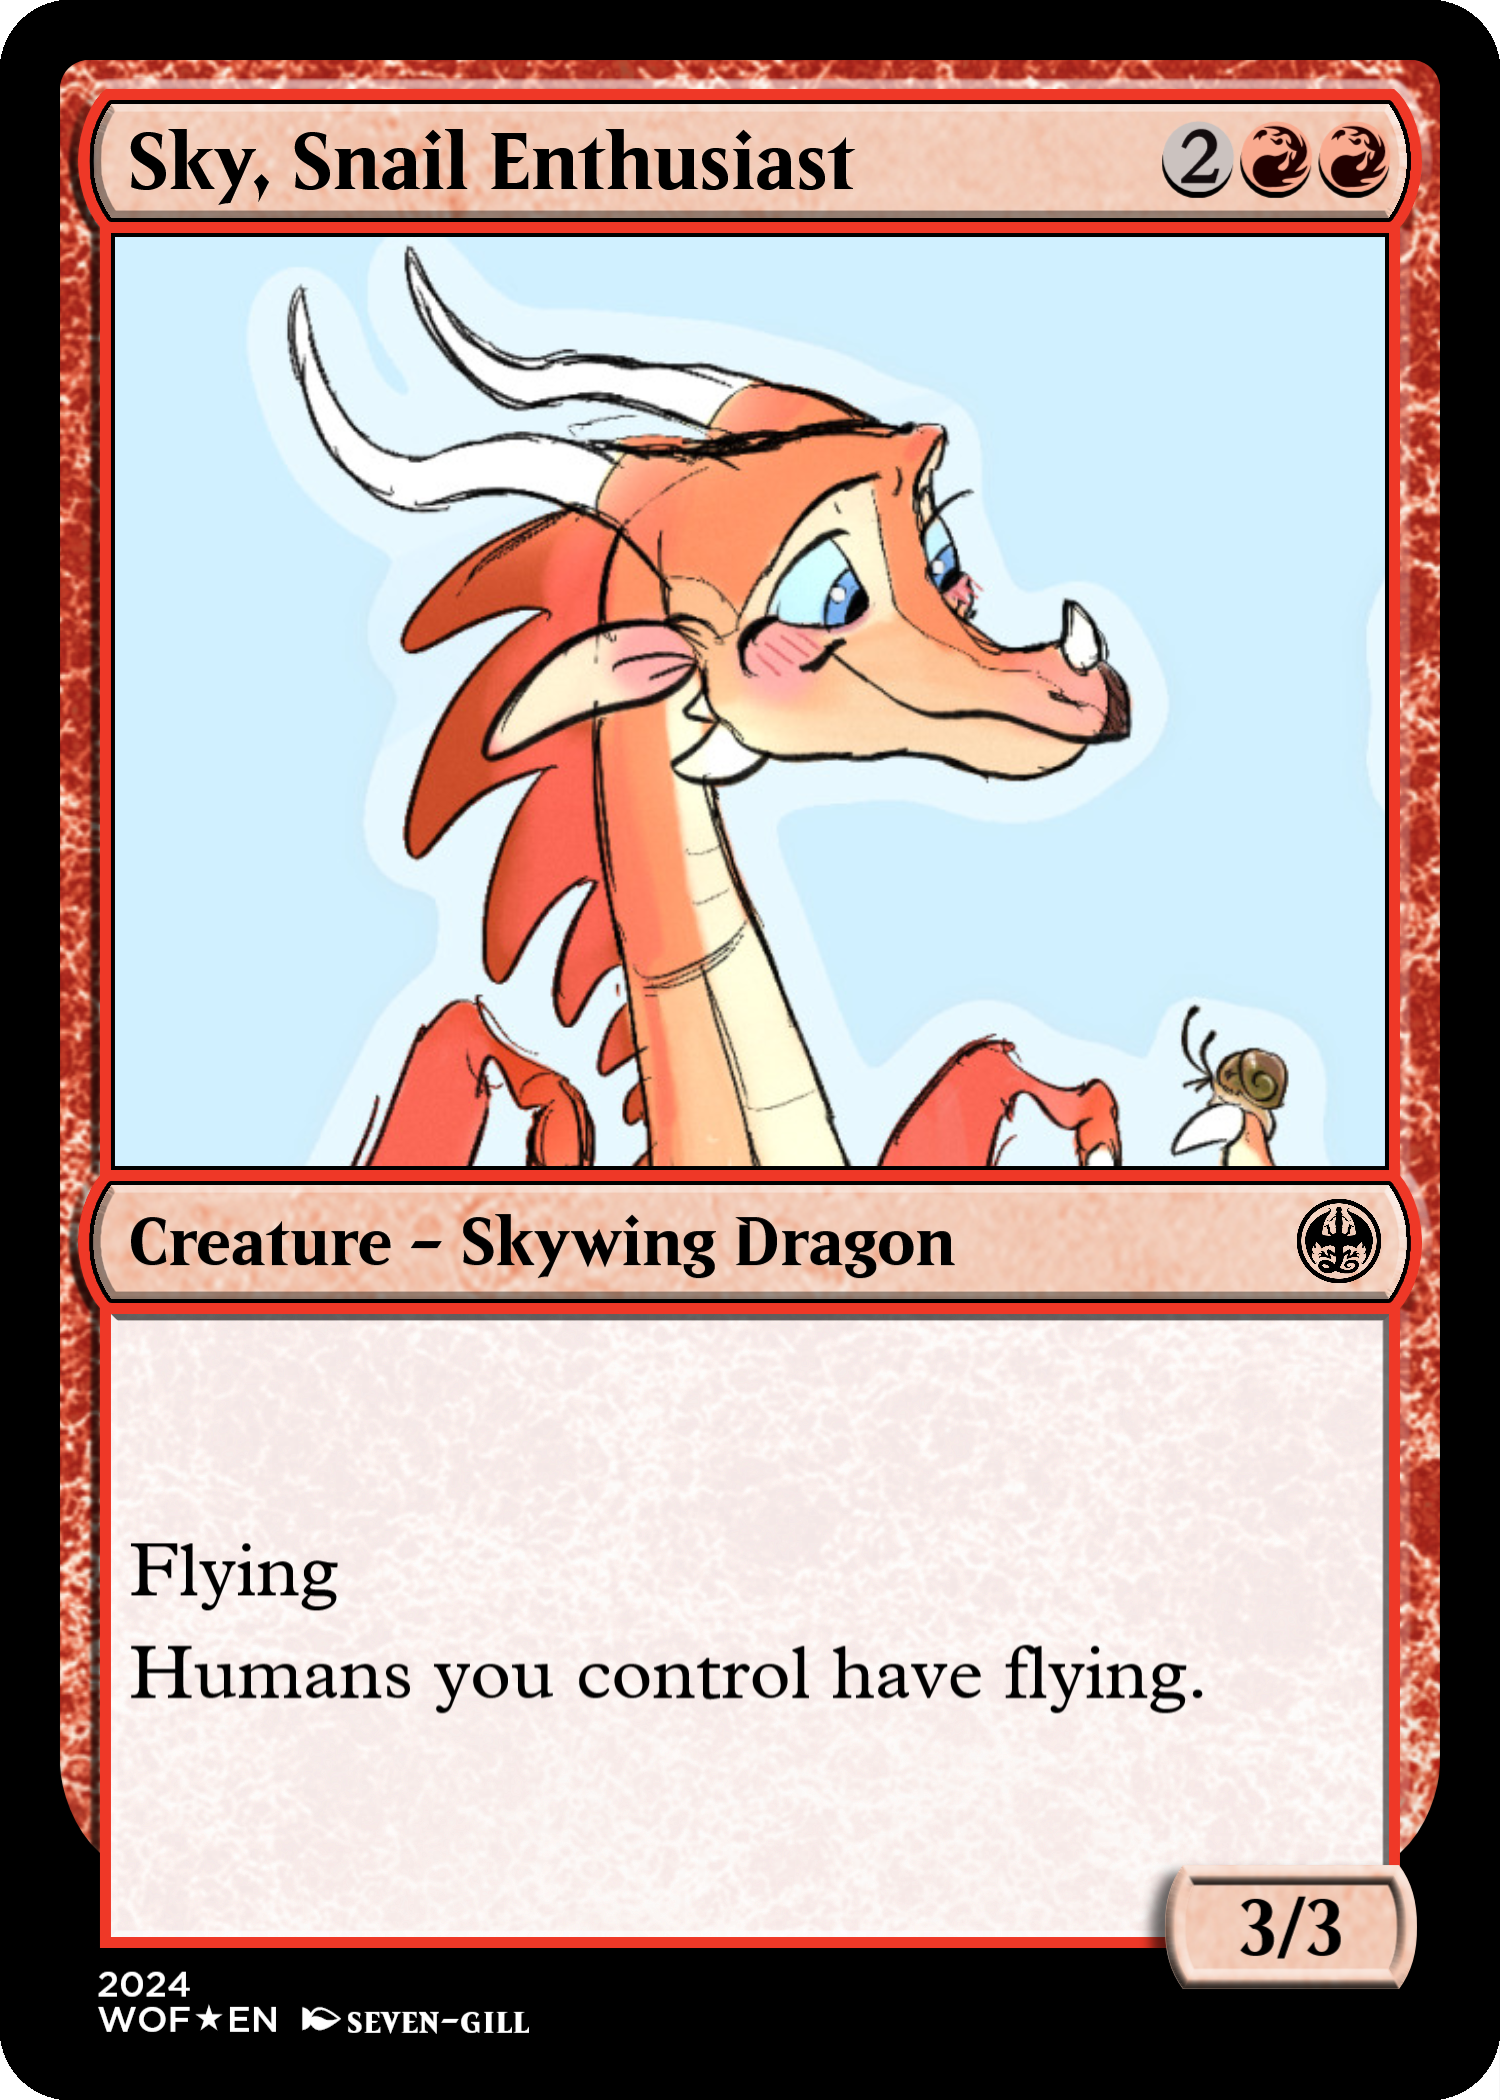 Sky, Snail Enthusiast 2
Creature – Skywing Dragon
Flying
Humans you control have flying.
3/3
2024
WOF★EN SEVEN-GILL